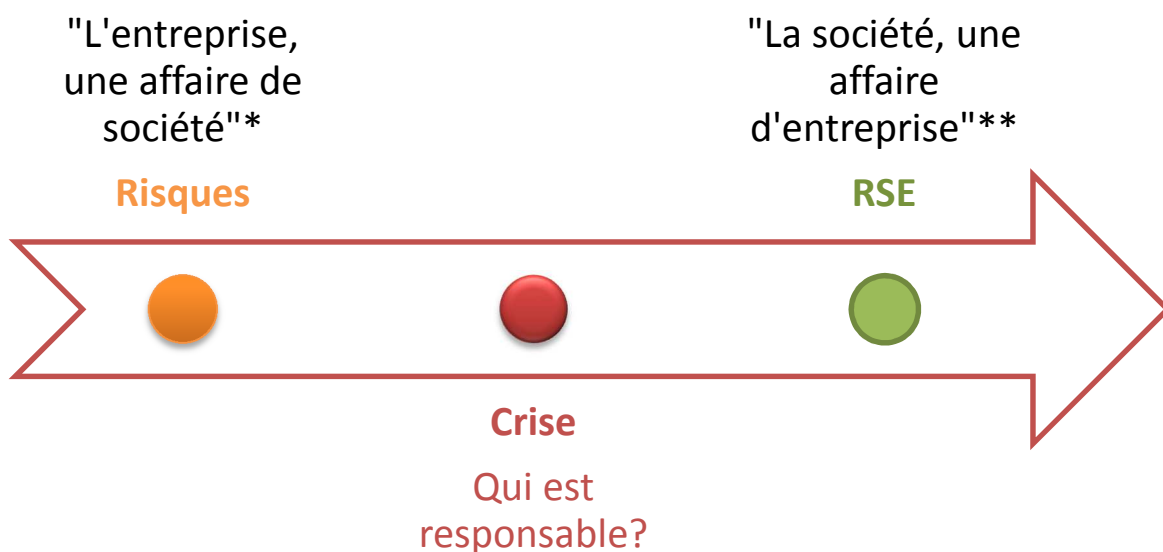 "L'entreprise,
une affaire de
société"*
Risques
"La société, une
affaire
d'entreprise"**
RSE
Crise
Qui est
responsable?